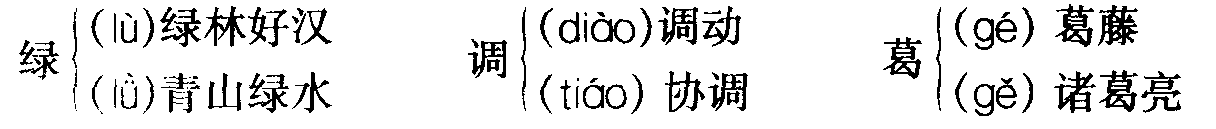 绿 (lù)绿林好汉 调 (diào)调动 葛 (gé) 葛藤
(lǜ)青山绿水 (tiáo) 协调 (gě) 诸葛亮